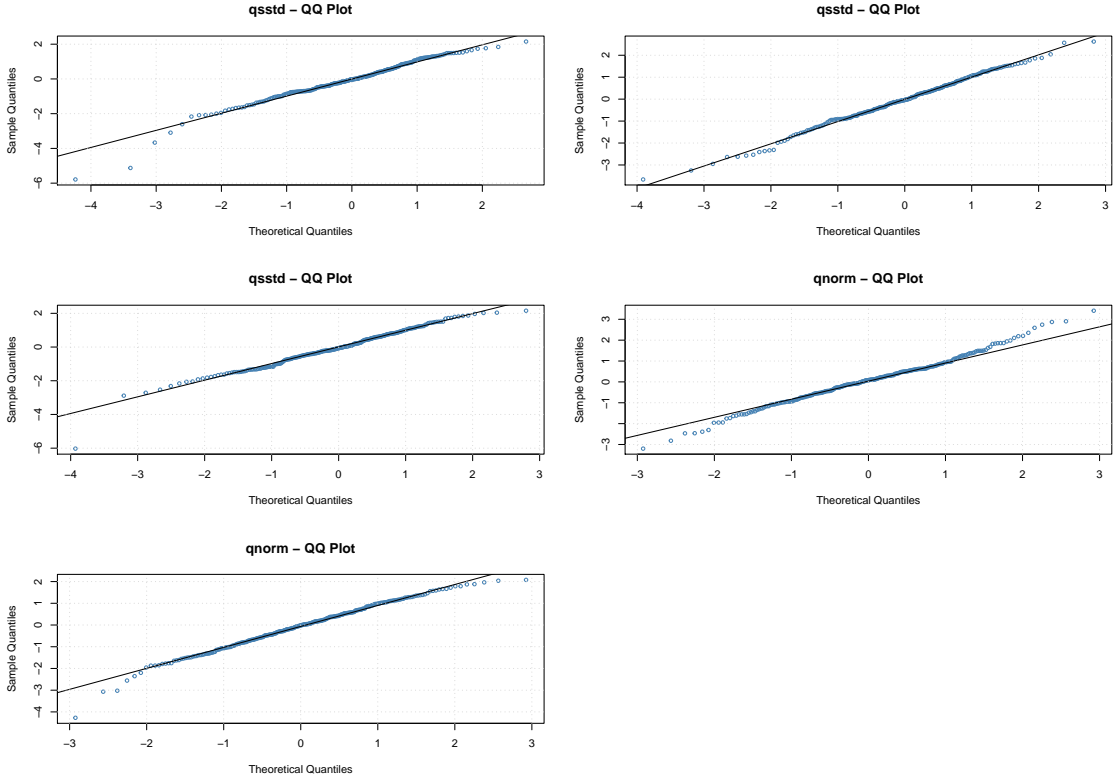 qsstd – QQ Plot
Sample Quantiles
2
0
−2
−4
−6
−4 −3 −2 −1 0 1 2
Theoretical Quantiles
qsstd – QQ Plot
Sample Quantiles
2
1
0
−1
−2
−3
−4 −3 −2 −1 0 1 2 3
Theoretical Quantiles
qsstd – QQ Plot
Sample Quantiles
2
0
−2
−4
−6
−4 −3 −2 −1 0 1 2 3
Theoretical Quantiles
qnorm – QQ Plot
Sample Quantiles
3
2
1
0
−1
−3
−3 −2 −1 0 1 2 3
Theoretical Quantiles
qnorm – QQ Plot
Sample Quantiles
2
1
0
−1
−2
−3
−4
−3 −2 −1 0 1 2 3
Theoretical Quantiles